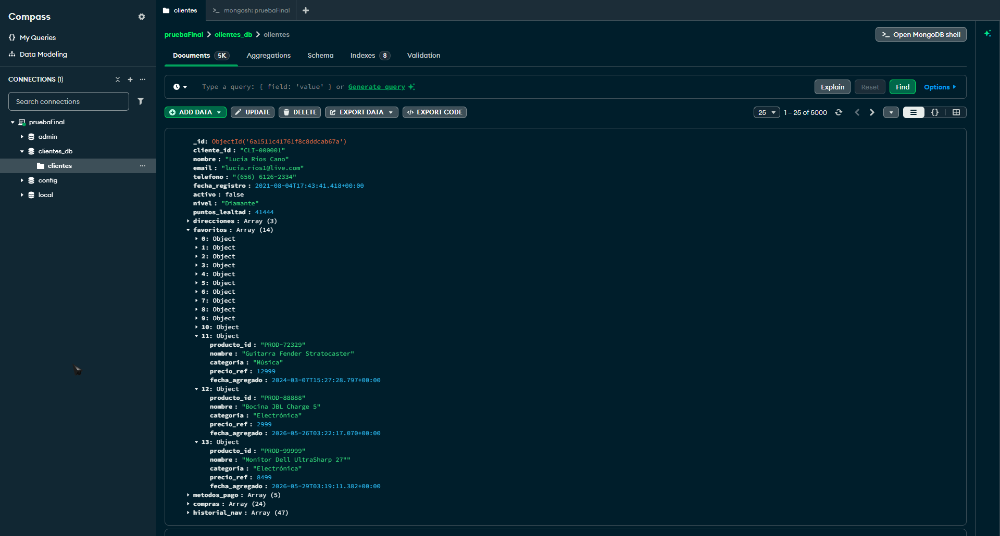 Compass
My Queries
Data Modeling
CONNECTIONS (1)
Search connections
pruebaFinal
admin
clientes_db
clientes
config
local
clientes
mongosh: pruebaFinal
pruebaFinal > clientes_db > clientes
Open MongoDB shell
Documents 5K Aggregations Schema Indexes 8 Validation
Type a query: { field: 'value' } or Generate query
Explain Reset Find Options
ADD DATA UPDATE DELETE EXPORT DATA EXPORT CODE
25 1 – 25 of 5000
_id: ObjectId('6a1511c41761f8c8ddcab67a')
cliente_id : "CLI-000001"
nombre : "Lucía Ríos Cano"
email : "lucía.ríos1@live.com"
telefono : "(656) 6126-2334"
fecha_registro : 2021-08-04T17:43:41.418+00:00
activo : false
nivel : "Diamante"
puntos_lealtad : 41444
direcciones : Array (3)
favoritos : Array (14)
0: Object
1: Object
2: Object
3: Object
4: Object
5: Object
6: Object
7: Object
8: Object
9: Object
10: Object
11: Object
producto_id : "PROD-72329"
nombre : "Guitarra Fender Stratocaster"
categoria : "Música"
precio_ref : 12999
fecha_agregado : 2024-03-07T15:27:28.797+00:00
12: Object
producto_id : "PROD-88888"
nombre : "Bocina JBL Charge 5"
categoria : "Electrónica"
precio_ref : 2999
fecha_agregado : 2026-05-26T03:22:17.070+00:00
13: Object
producto_id : "PROD-99999"
nombre : "Monitor Dell UltraSharp 27""
categoria : "Electrónica"
precio_ref : 8499
fecha_agregado : 2026-05-29T03:19:11.382+00:00
metodos_pago : Array (5)
compras : Array (24)
historial_nav : Array (47)